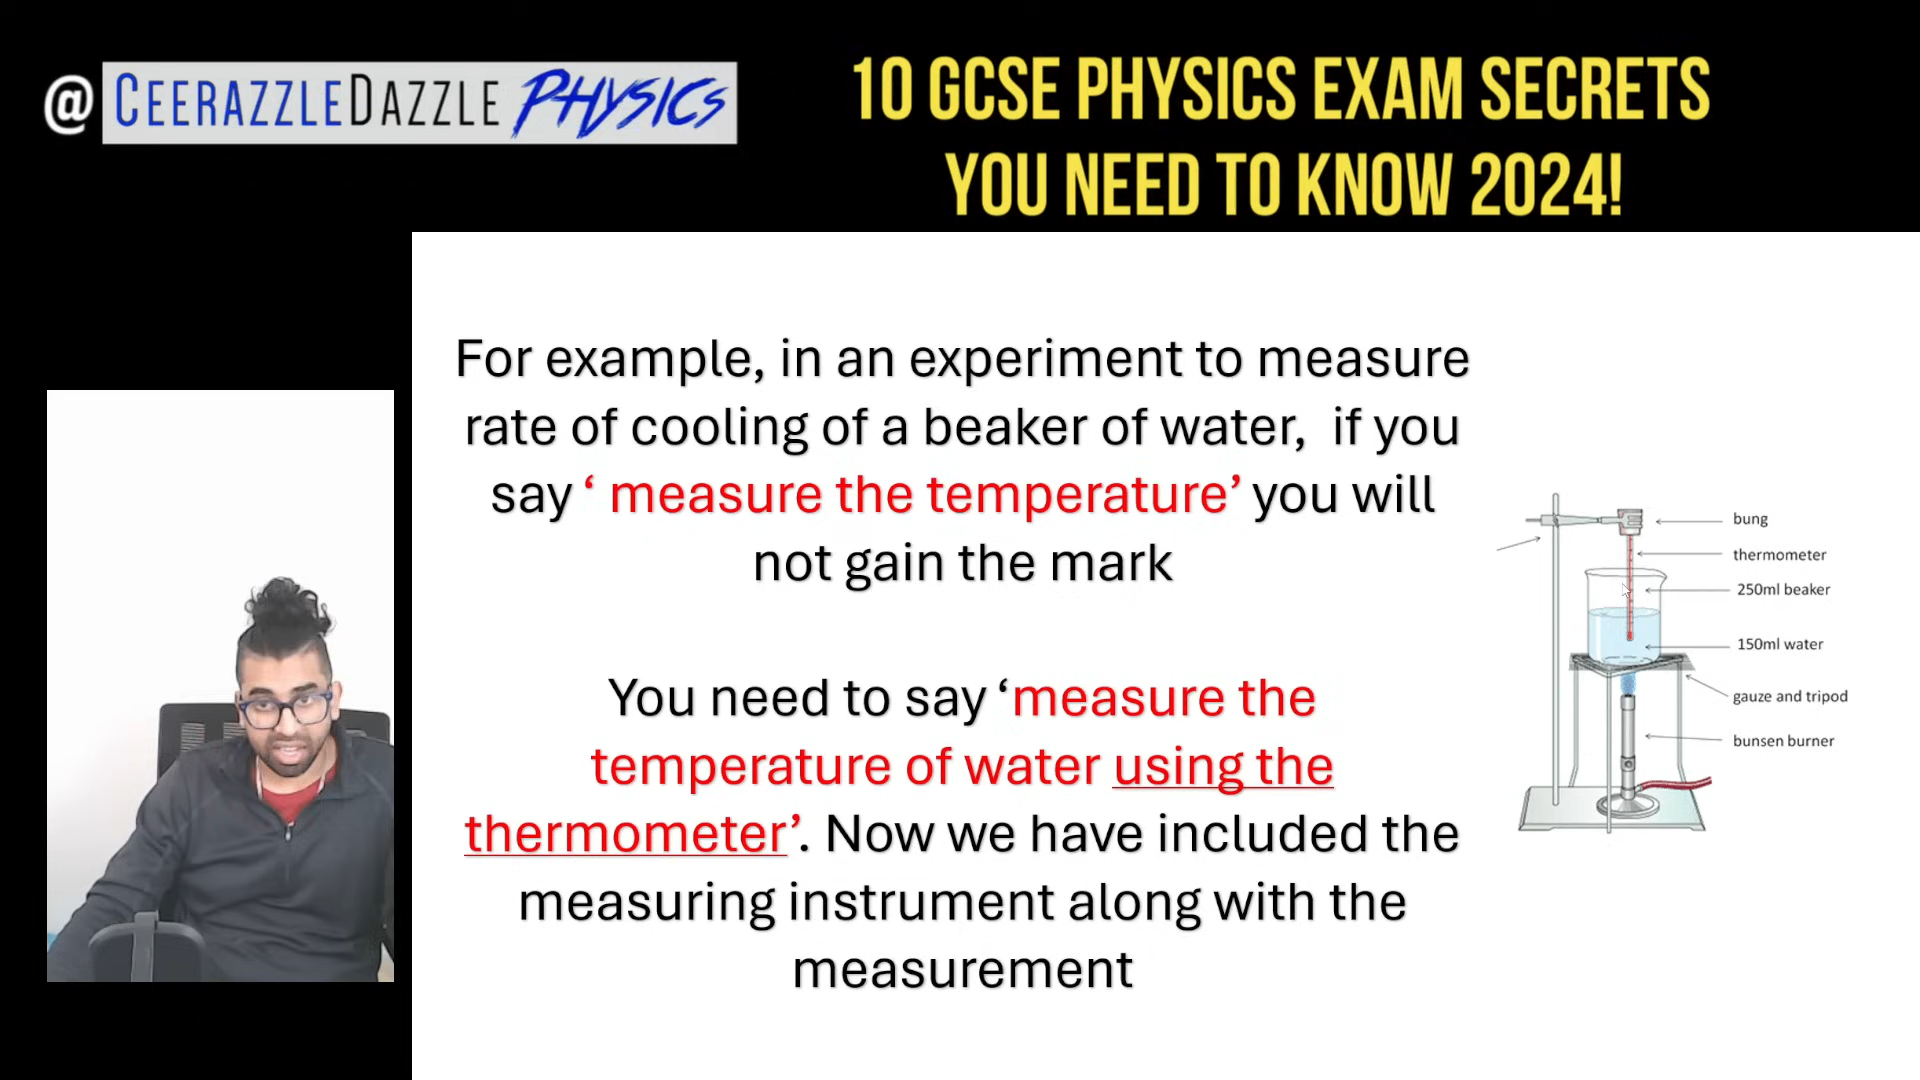 @ CEERAZZLEDAZZLE PHYSICS
10 GCSE PHYSICS EXAM SECRETS
YOU NEED TO KNOW 2024!
For example, in an experiment to measure
rate of cooling of a beaker of water, if you
say ‘ measure the temperature’ you will
not gain the mark
You need to say ‘measure the
temperature of water using the
thermometer’. Now we have included the
measuring instrument along with the
measurement
bung
thermometer
250ml beaker
150ml water
gauze and tripod
bunsen burner